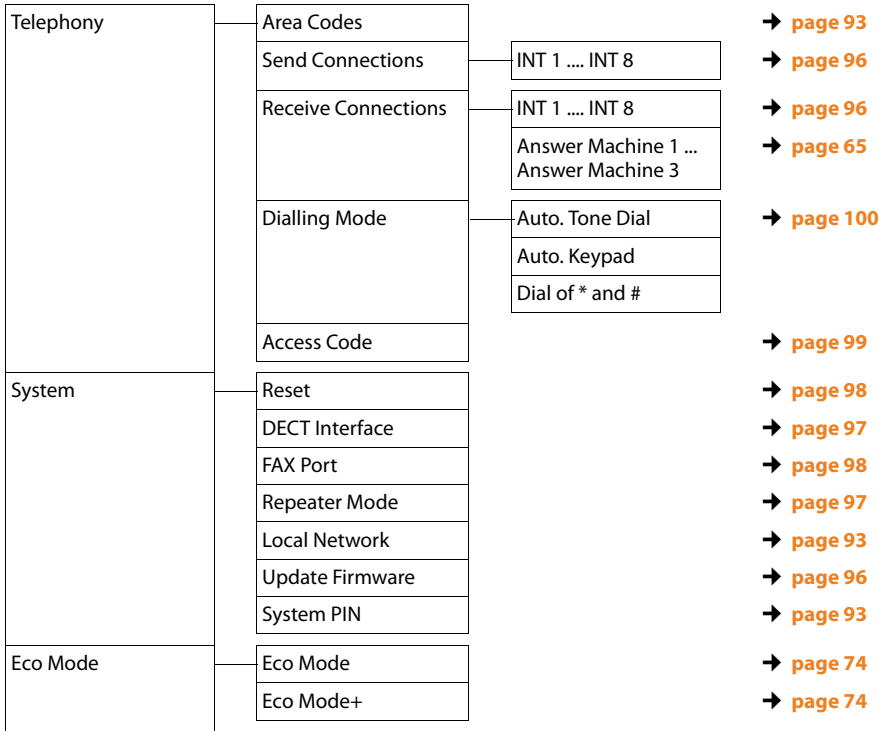 Telephony Area Codes ➔ page 93
Send Connections INT 1 .... INT 8 ➔ page 96
Receive Connections INT 1 .... INT 8 ➔ page 96
Answer Machine 1 ... ➔ page 65
Answer Machine 3
Dialling Mode Auto. Tone Dial ➔ page 100
Auto. Keypad
Dial of * and #
Access Code ➔ page 99
System Reset ➔ page 98
DECT Interface ➔ page 97
FAX Port ➔ page 98
Repeater Mode ➔ page 97
Local Network ➔ page 93
Update Firmware ➔ page 96
System PIN ➔ page 93
Eco Mode Eco Mode ➔ page 74
Eco Mode+ ➔ page 74